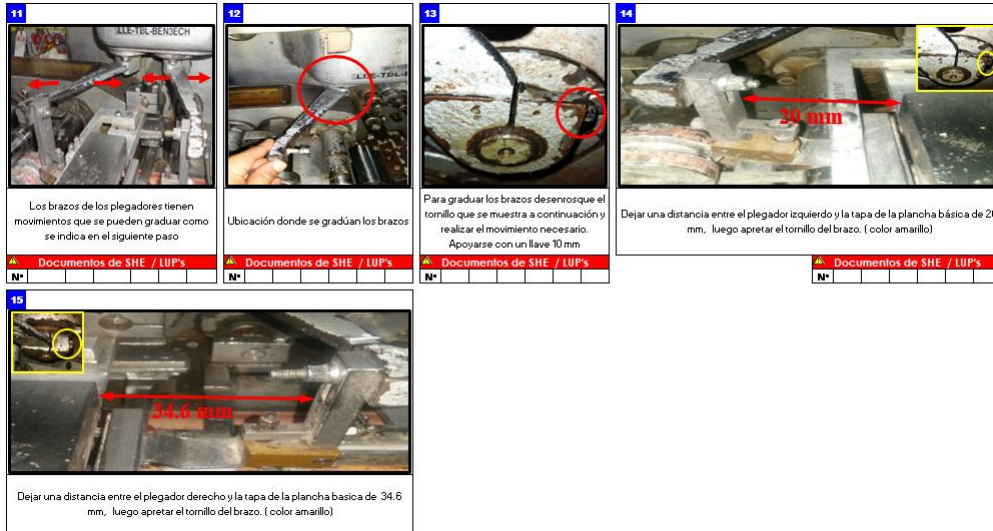 11
LLE-TBL-BEN3ECH
Los brazos de los plegadores tienen
movimientos que se pueden graduar como
se indica en el siguiente paso
Documentos de SHE / LUP's
N°
12
LLE-TBL-B
Ubicación donde se gradúan los brazos
Documentos de SHE / LUP's
N°
13
Para graduar los brazos desenrosque el
tornillo que se muestra a continuación y
realizar el movimiento necesario.
Apoyarse con un llave 10 mm
Documentos de SHE / LUP's
N°
14
20 mm
Dejar una distancia entre el plegador izquierdo y la tapa de la plancha básica de 20
mm, luego apretar el tornillo del brazo. ( color amarillo)
Documentos de SHE / LUP's
N°
15
34.6 mm
Dejar una distancia entre el plegador derecho y la tapa de la plancha basica de 34.6
mm, luego apretar el tornillo del brazo. ( color amarillo)